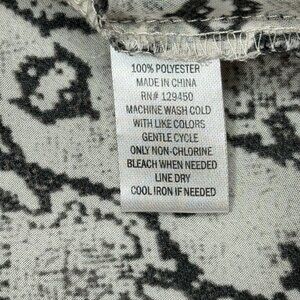 100% POLYESTER
MADE IN CHINA
RN# 129450
MACHINE WASH COLD
WITH LIKE COLORS
GENTLE CYCLE
ONLY NON-CHLORINE
BLEACH WHEN NEEDED
LINE DRY
COOL IRON IF NEEDED